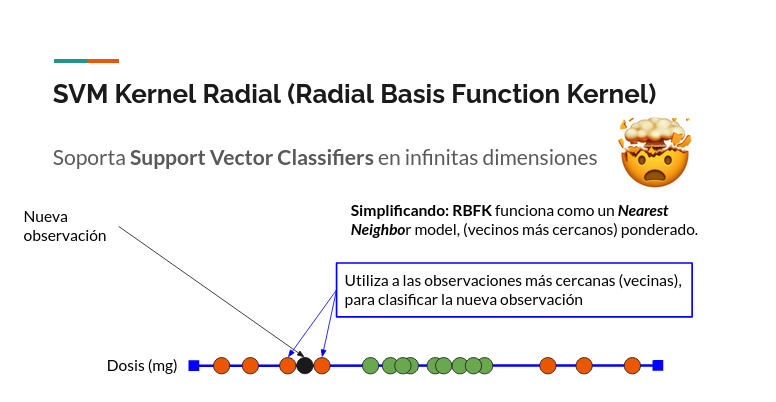 SVM Kernel Radial (Radial Basis Function Kernel)
Soporta Support Vector Classifiers en infinitas dimensiones
Nueva
observación
Simplificando: RBFK funciona como un Nearest
Neighbor model, (vecinos más cercanos) ponderado.
Utiliza a las observaciones más cercanas (vecinas),
para clasificar la nueva observación
Dosis (mg)